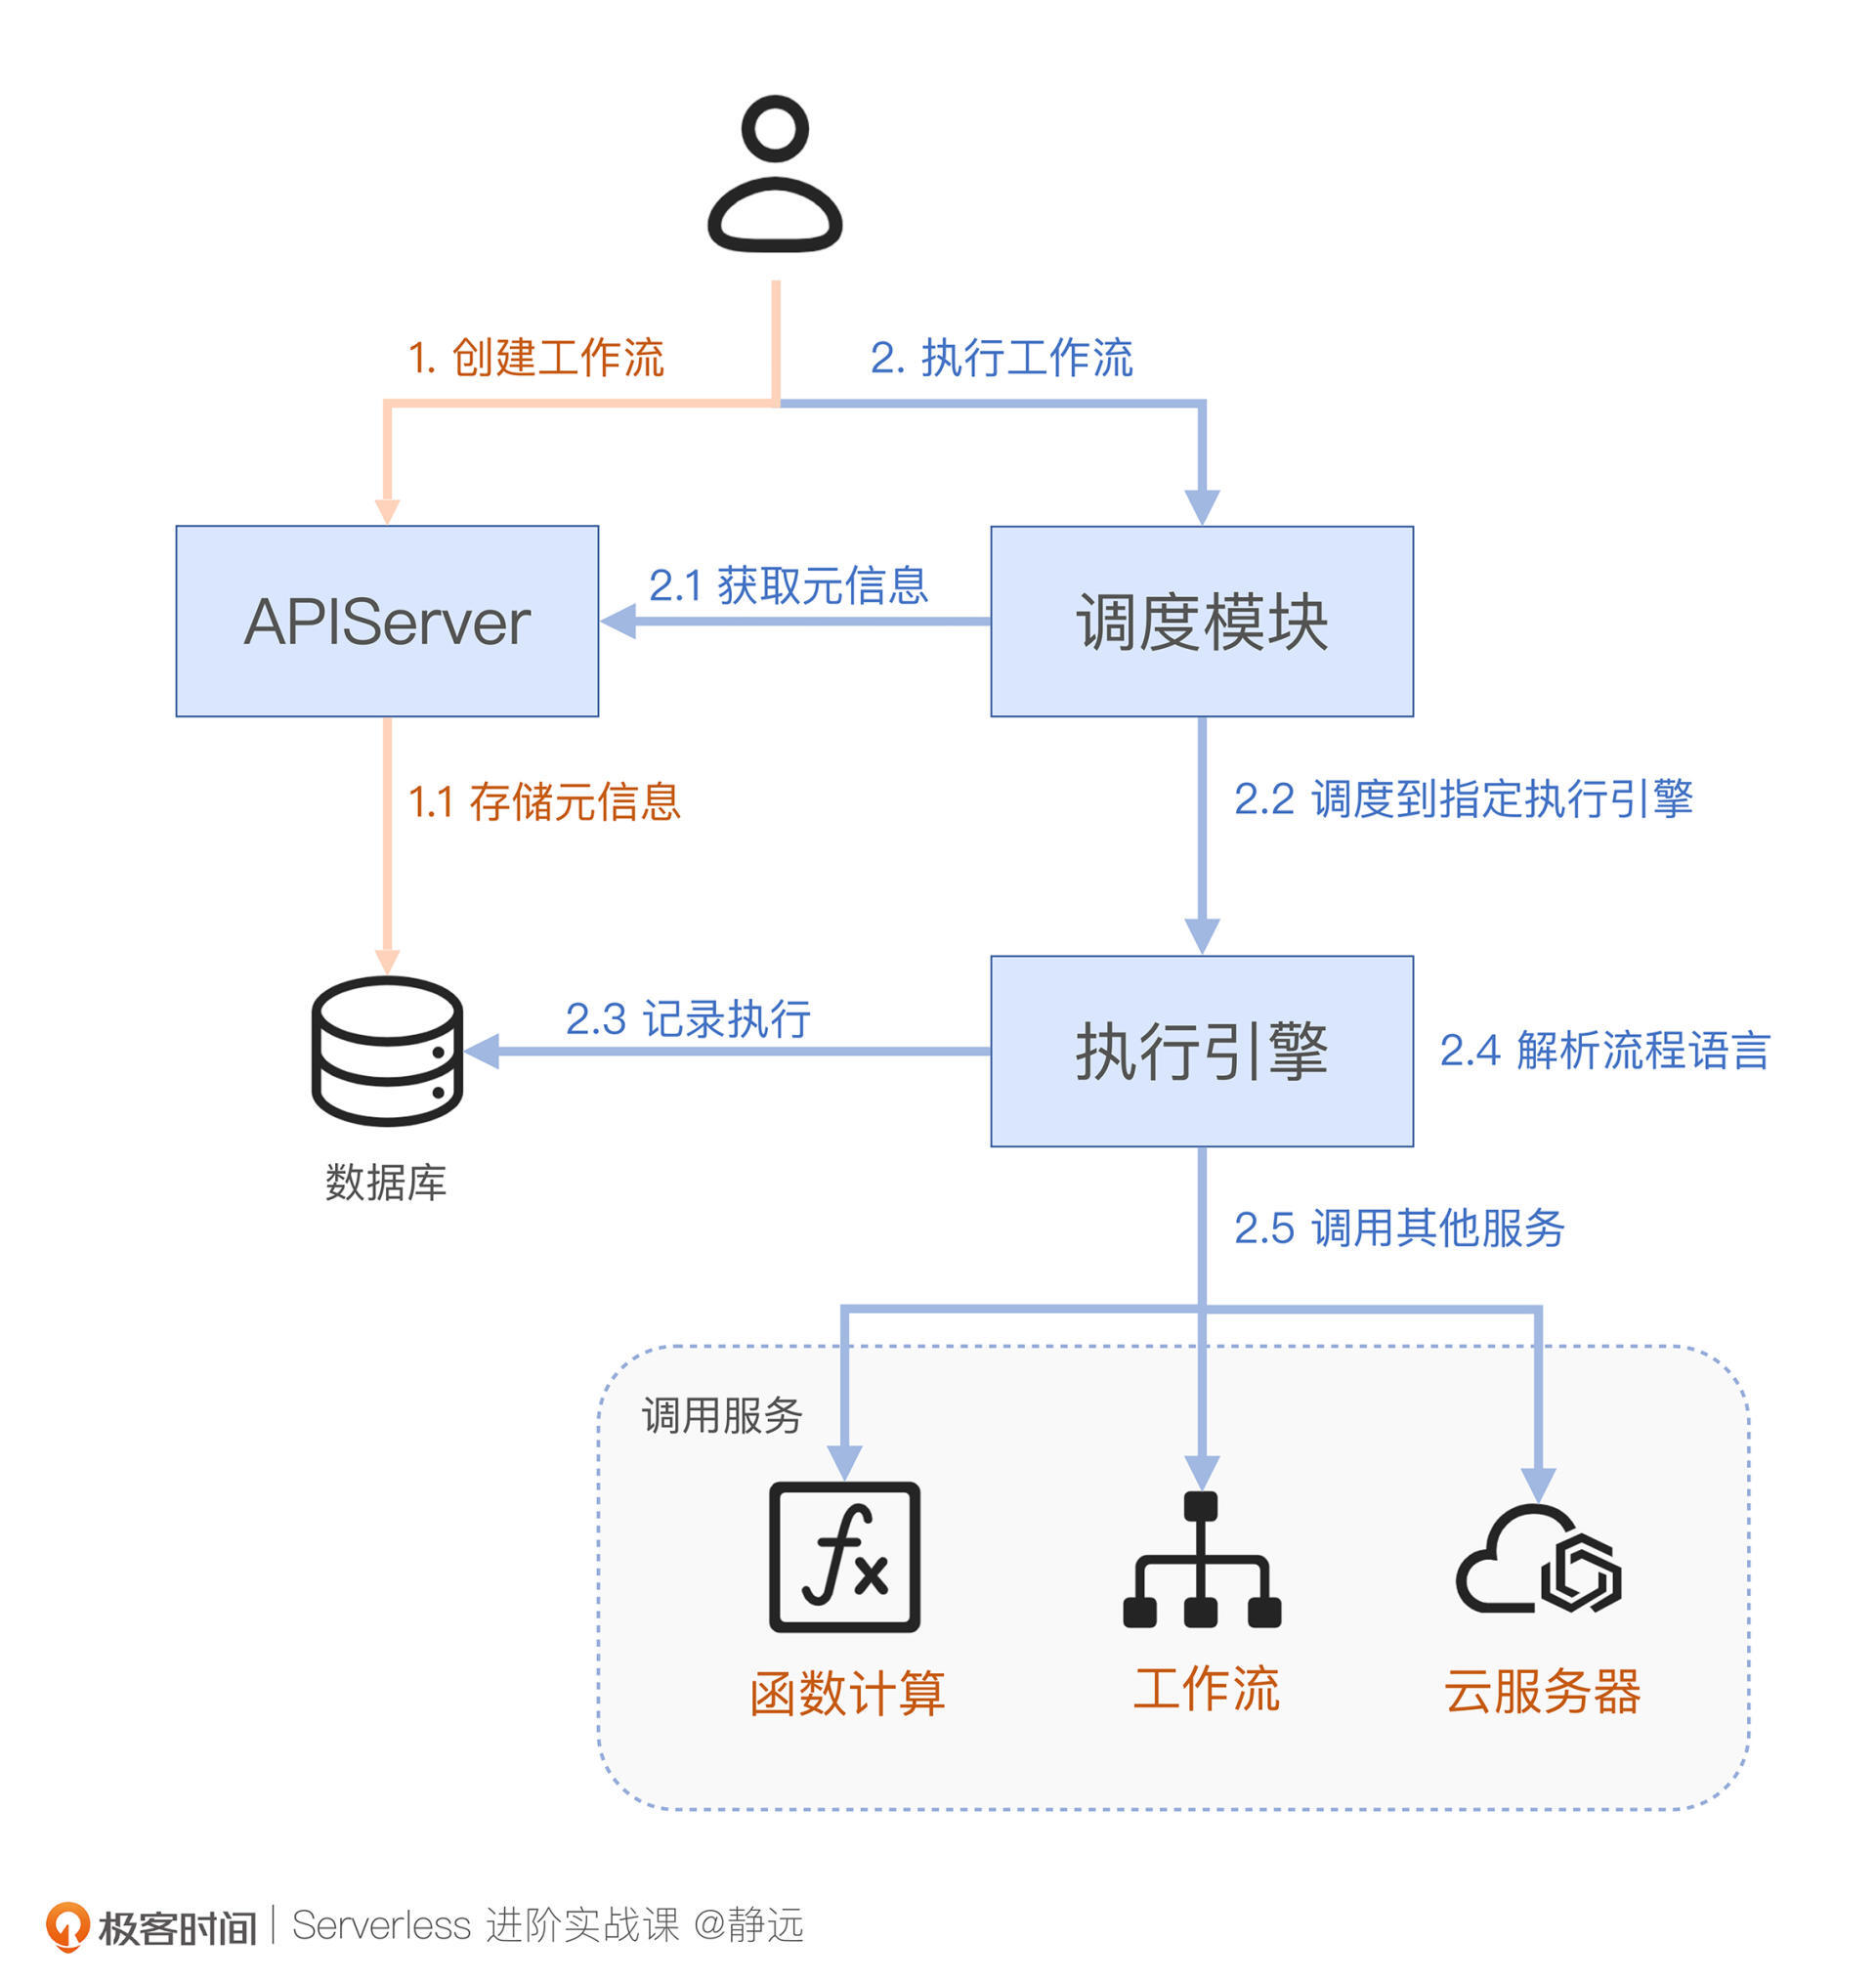 1. 创建工作流
2. 执行工作流
APIServer
2.1 获取元信息
调度模块
1.1 存储元信息
2.2 调度到指定执行引擎
2.3 记录执行
执行引擎
2.4 解析流程语言
数据库
2.5 调用其他服务
调用服务
fx
函数计算
工作流
云服务器
极客时间 | Serverless 进阶实战课 @静远